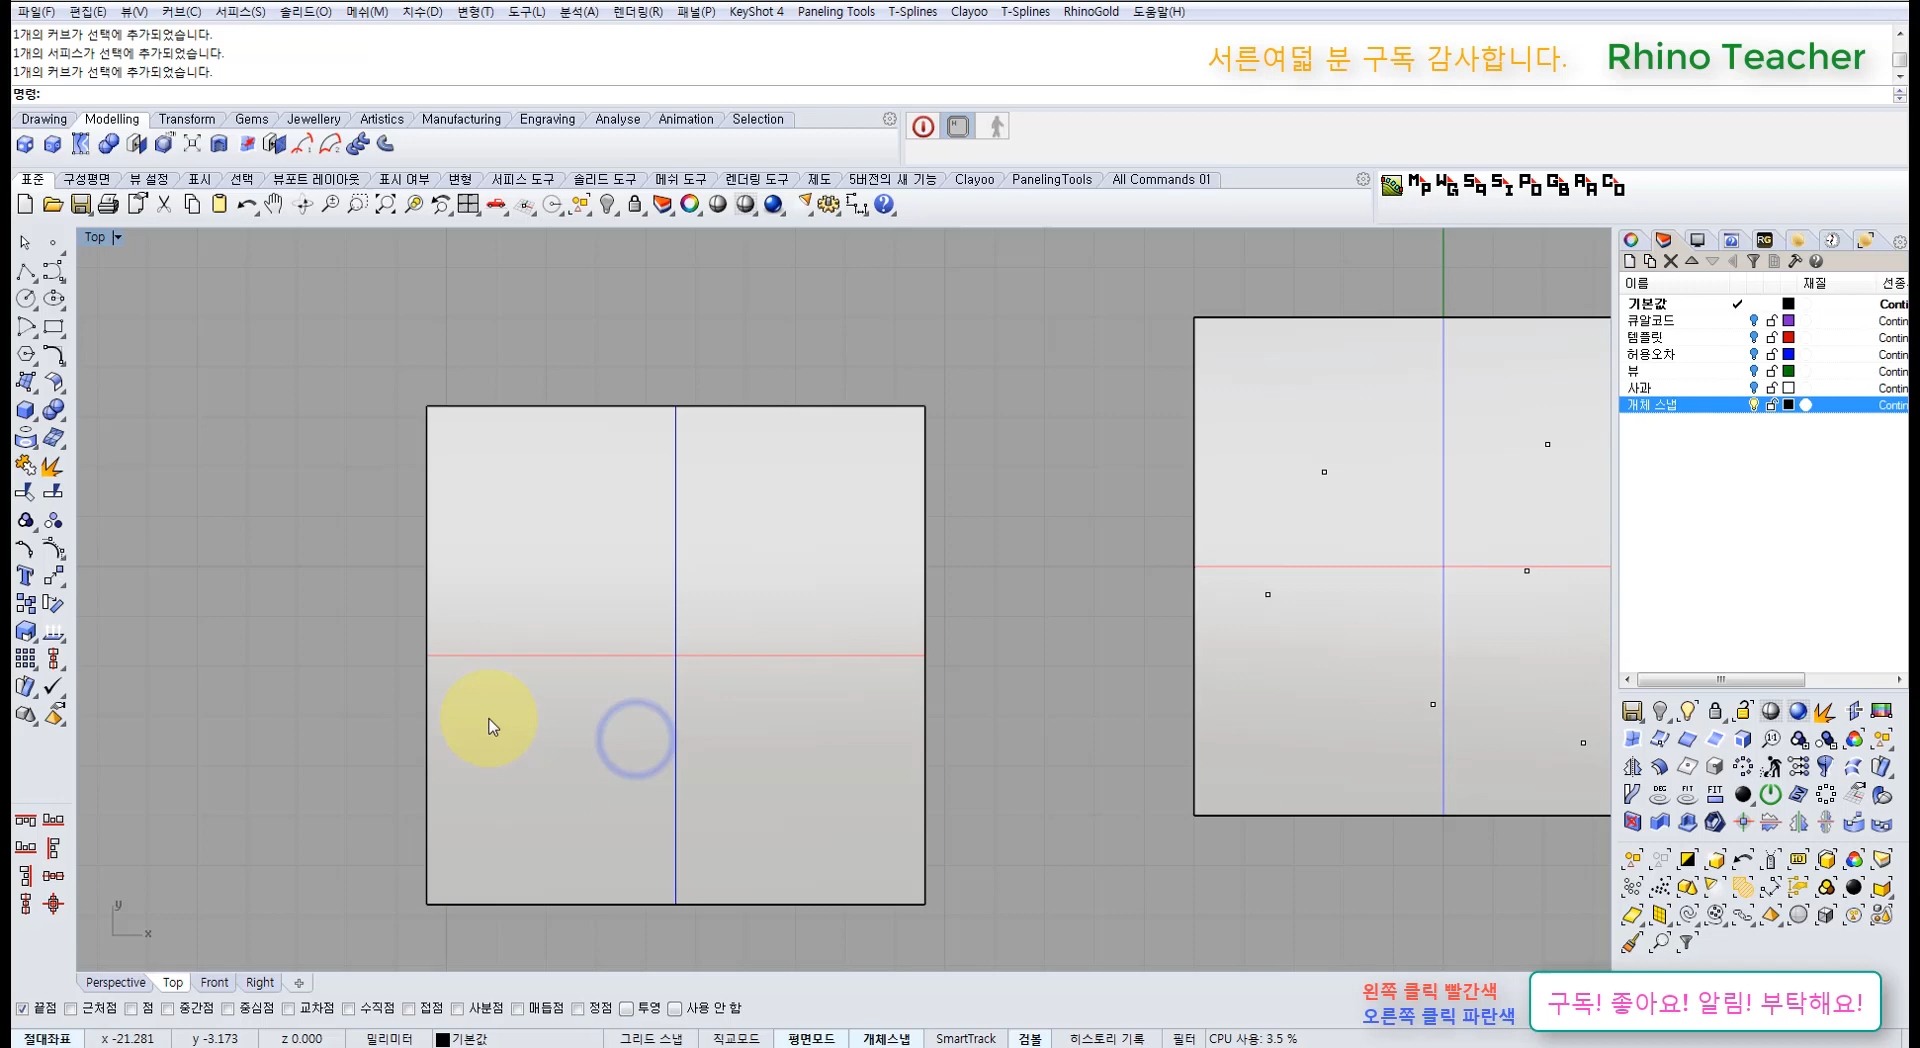 파일(F) 편집(E) 뷰(V) 커브(C) 서피스(S) 솔리드(O) 메쉬(M) 치수(D) 변형(T) 도구(L) 분석(A) 렌더링(R) 패널(P) KeyShot 4 Paneling Tools T-Splines Clayoo T-Splines RhinoGold 도움말(H)
1개의 커브가 선택에 추가되었습니다.
1개의 서피스가 선택에 추가되었습니다.
1개의 커브가 선택에 추가되었습니다.
서른여덟 분 구독 감사합니다. Rhino Teacher
명령:
Drawing Modelling Transform Gems Jewellery Artistics Manufacturing Engraving Analyse Animation Selection
표준 구성평면 뷰 설정 표시 선택 뷰포트 레이아웃 표시 여부 변형 서피스 도구 솔리드 도구 메쉬 도구 렌더링 도구 제도 5버전의 새 기능 Clayoo PanelingTools All Commands 01
Top
이름 재질 선종
기본값 Conti
큐알코드 Contin
템플릿 Contin
허용오차 Contin
뷰 Contin
사과 Contin
개체 스냅 Contin
y
x
Perspective Top Front Right
끝점 근처점 점 중간점 중심점 교차점 수직점 접점 사분점 매듭점 정점 투영 사용 안 함
왼쪽 클릭 빨간색
오른쪽 클릭 파란색
구독! 좋아요! 알림! 부탁해요!
절대좌표 x -21.281 y -3.173 z 0.000 밀리미터 기본값 그리드 스냅 직교모드 평면모드 개체스냅 SmartTrack 검볼 히스토리 기록 필터 CPU 사용: 3.5 %